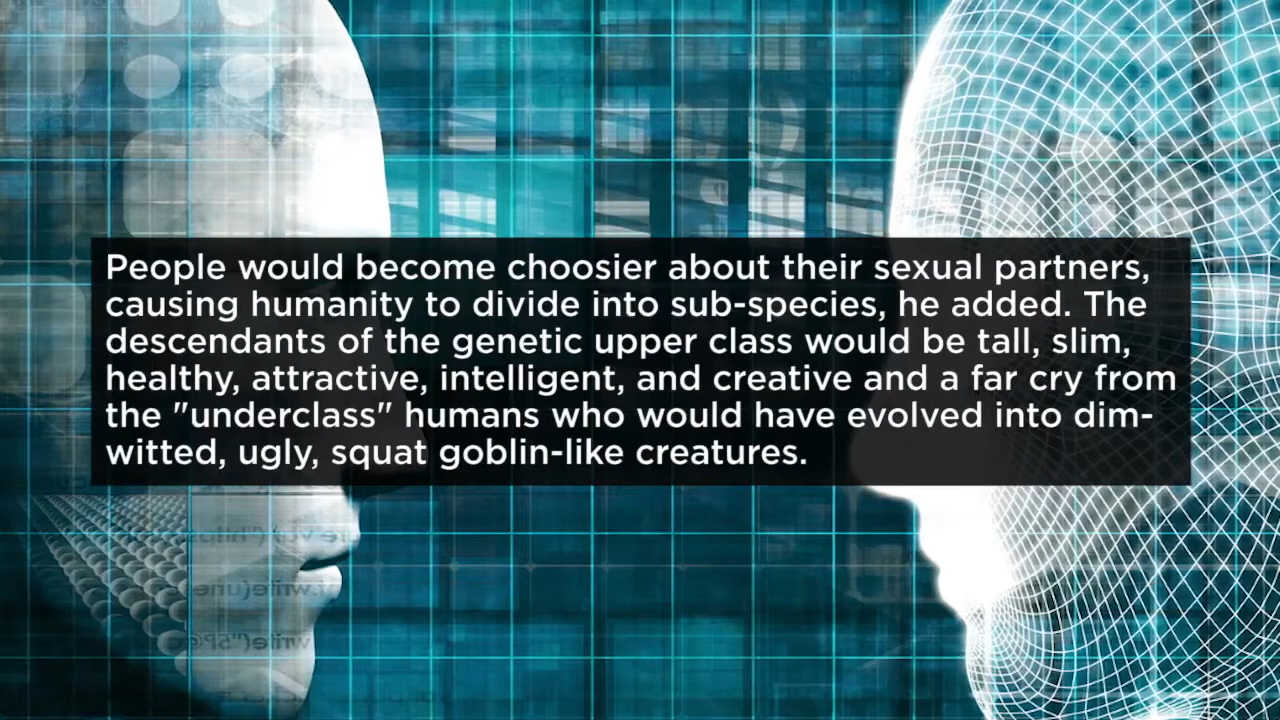 People would become choosier about their sexual partners,
causing humanity to divide into sub-species, he added. The
descendants of the genetic upper class would be tall, slim,
healthy, attractive, intelligent, and creative and a far cry from
the "underclass" humans who would have evolved into dim-
witted, ugly, squat goblin-like creatures.